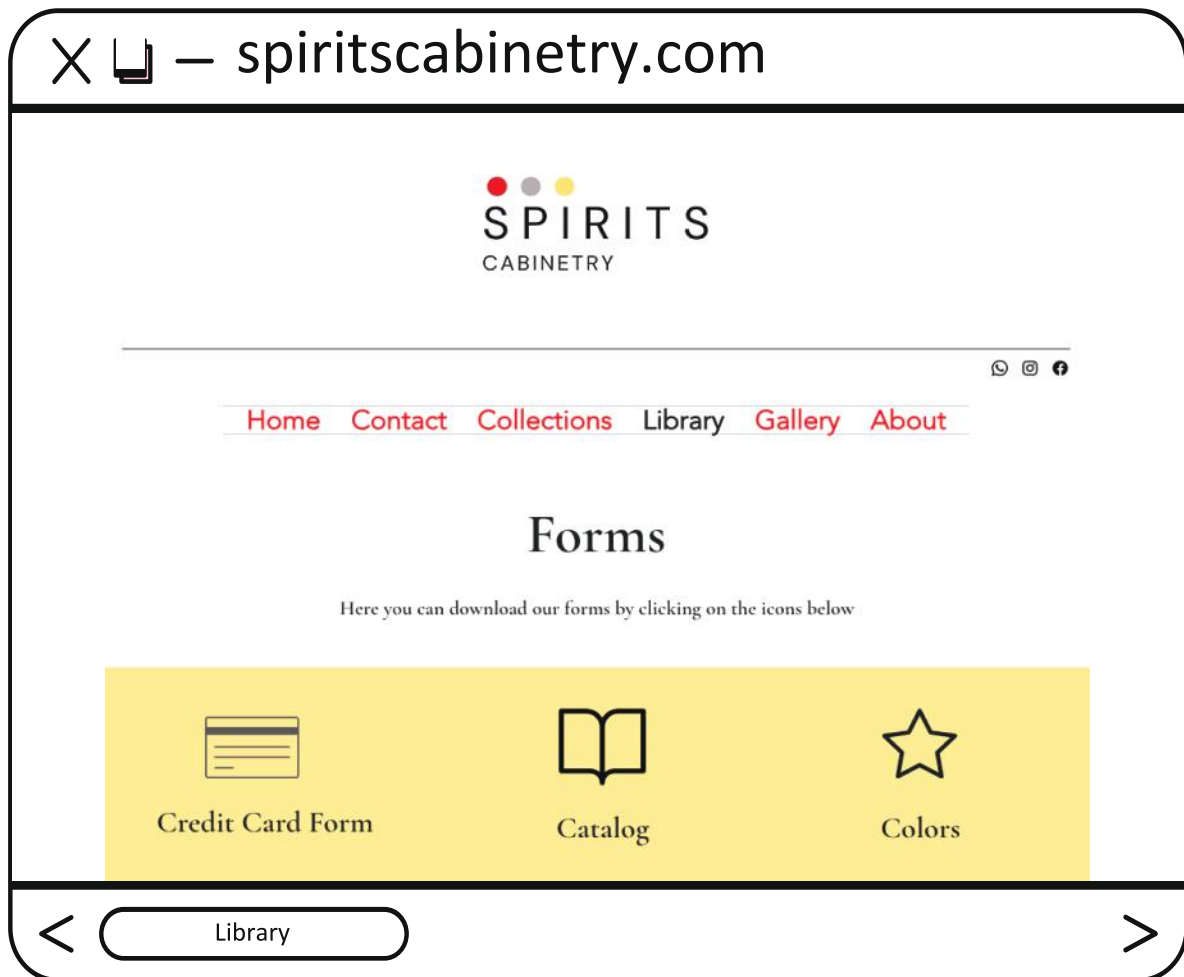 spiritscabinetry.com
SPIRITS
CABINETRY
Home Contact Collections Library Gallery About
Forms
Here you can download our forms by clicking on the icons below
Credit Card Form Catalog Colors
Library